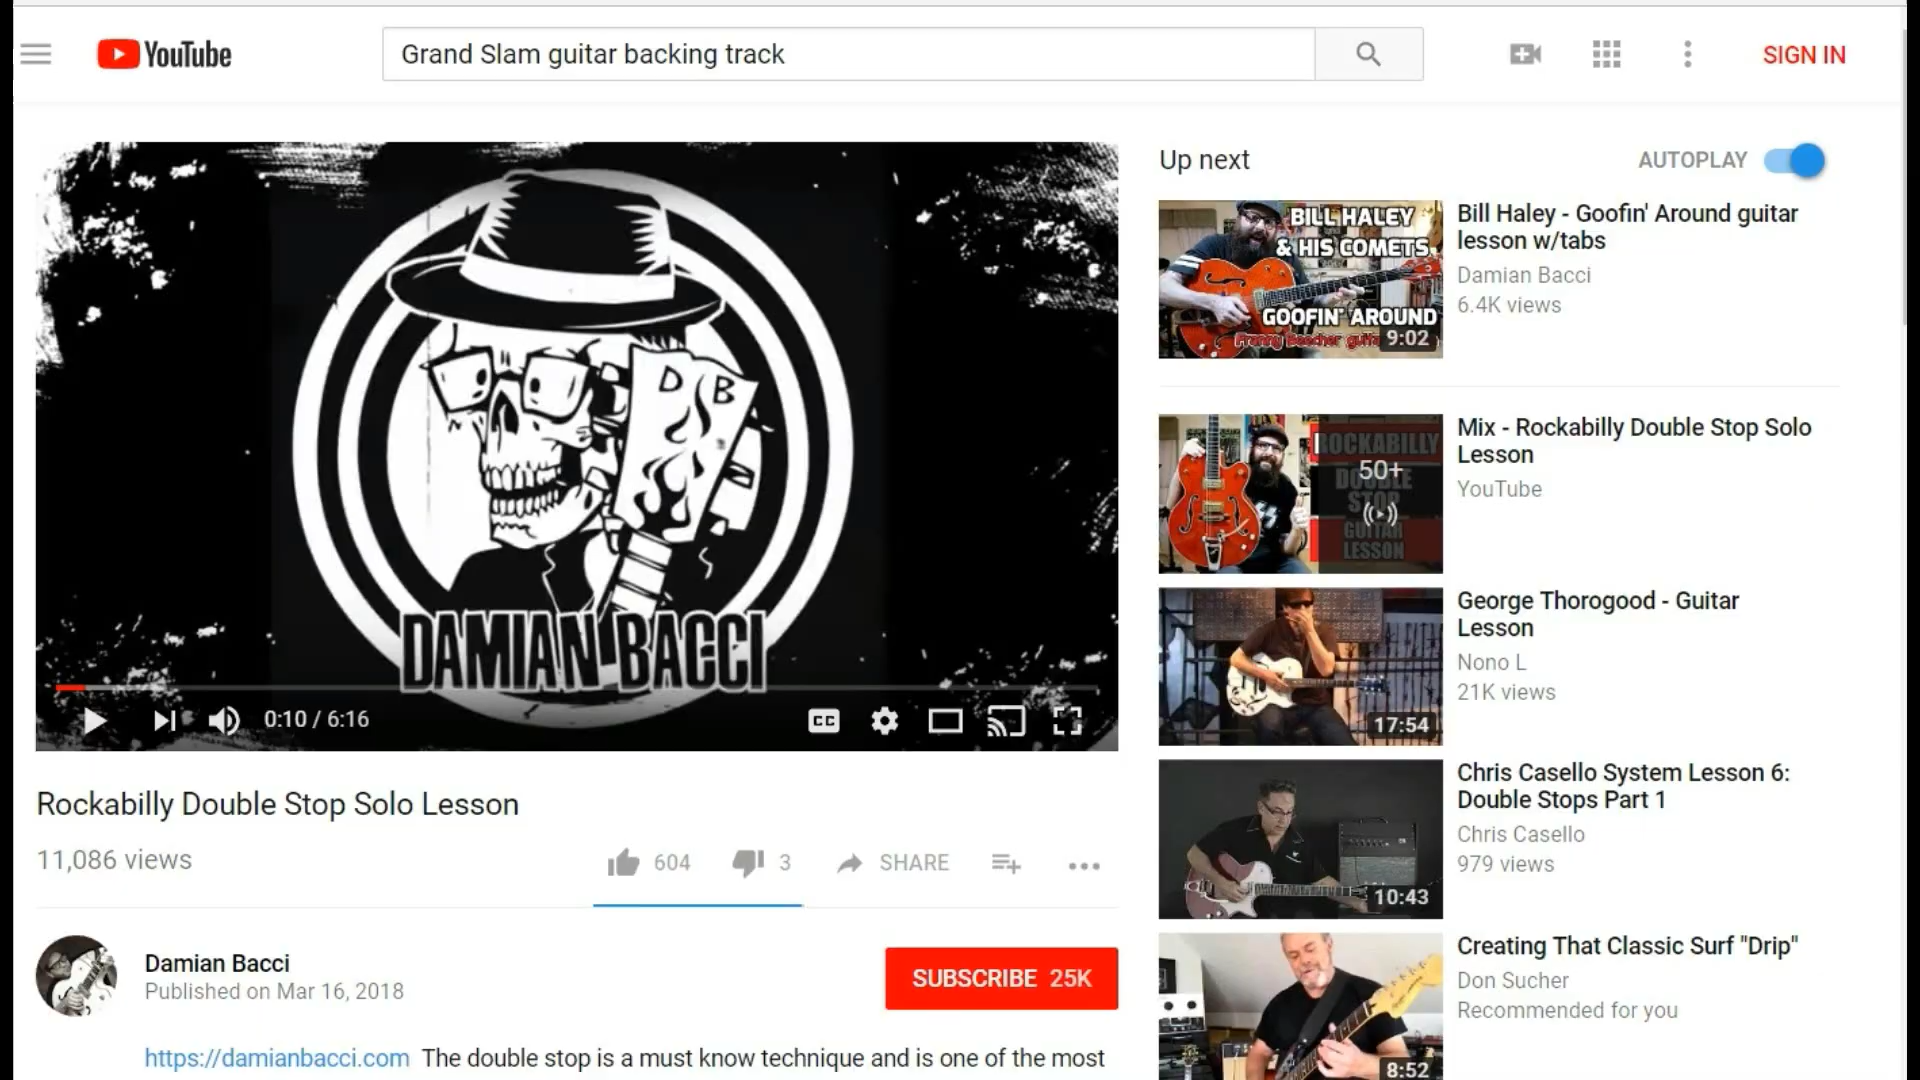 YouTube
Grand Slam guitar backing track
SIGN IN
D B
DAMIAN BACCI
0:10 / 6:16
CC
Rockabilly Double Stop Solo Lesson
11,086 views
604
3
SHARE
Damian Bacci
Published on Mar 16, 2018
SUBSCRIBE 25K
https://damianbacci.com The double stop is a must know technique and is one of the most
Up next
AUTOPLAY
BILL HALEY
& HIS COMETS
GOOFIN' AROUND
Franny Beecher
9:02
Bill Haley - Goofin' Around guitar
lesson w/tabs
Damian Bacci
6.4K views
ROCKABILLY
DOUBLE
STOP
GUITAR
LESSON
50+
Mix - Rockabilly Double Stop Solo
Lesson
YouTube
17:54
George Thorogood - Guitar
Lesson
Nono L
21K views
10:43
Chris Casello System Lesson 6:
Double Stops Part 1
Chris Casello
979 views
8:52
Creating That Classic Surf "Drip"
Don Sucher
Recommended for you